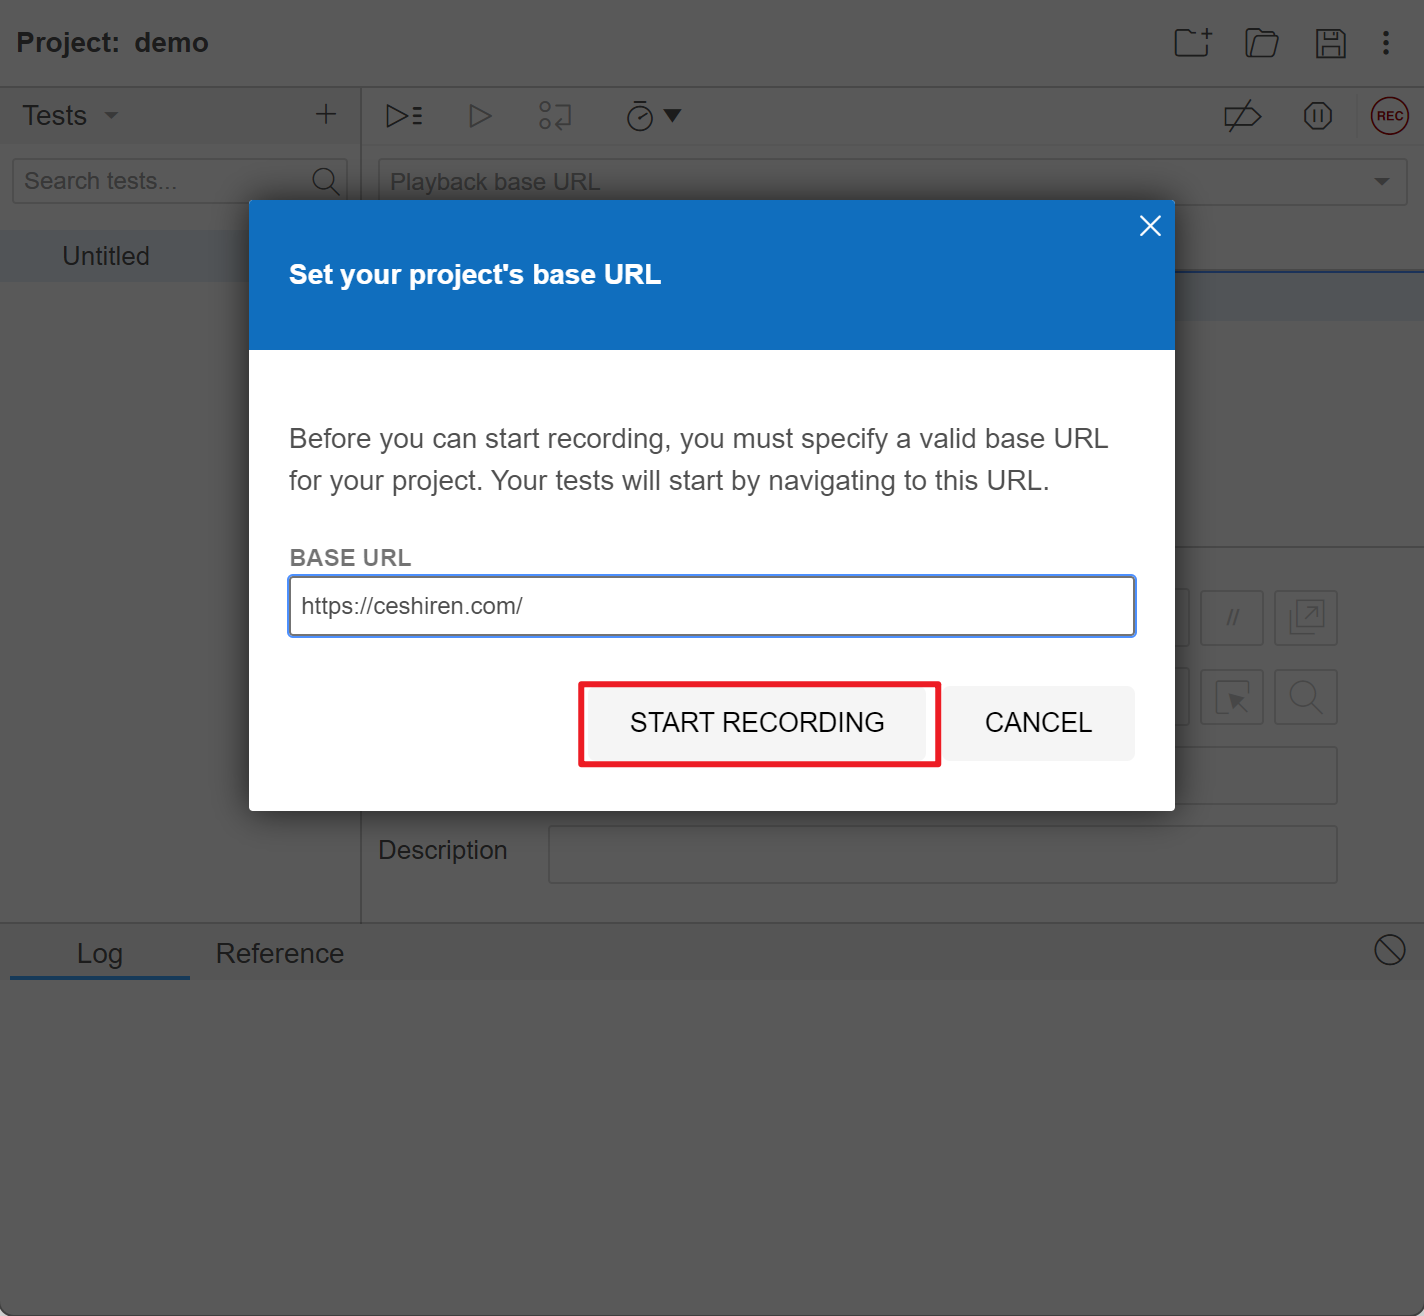 Project: demo
Tests
REC
Search tests...
Playback base URL
Untitled
Set your project's base URL
Before you can start recording, you must specify a valid base URL
for your project. Your tests will start by navigating to this URL.
BASE URL
https://ceshiren.com/
//
START RECORDING
CANCEL
Description
Log
Reference